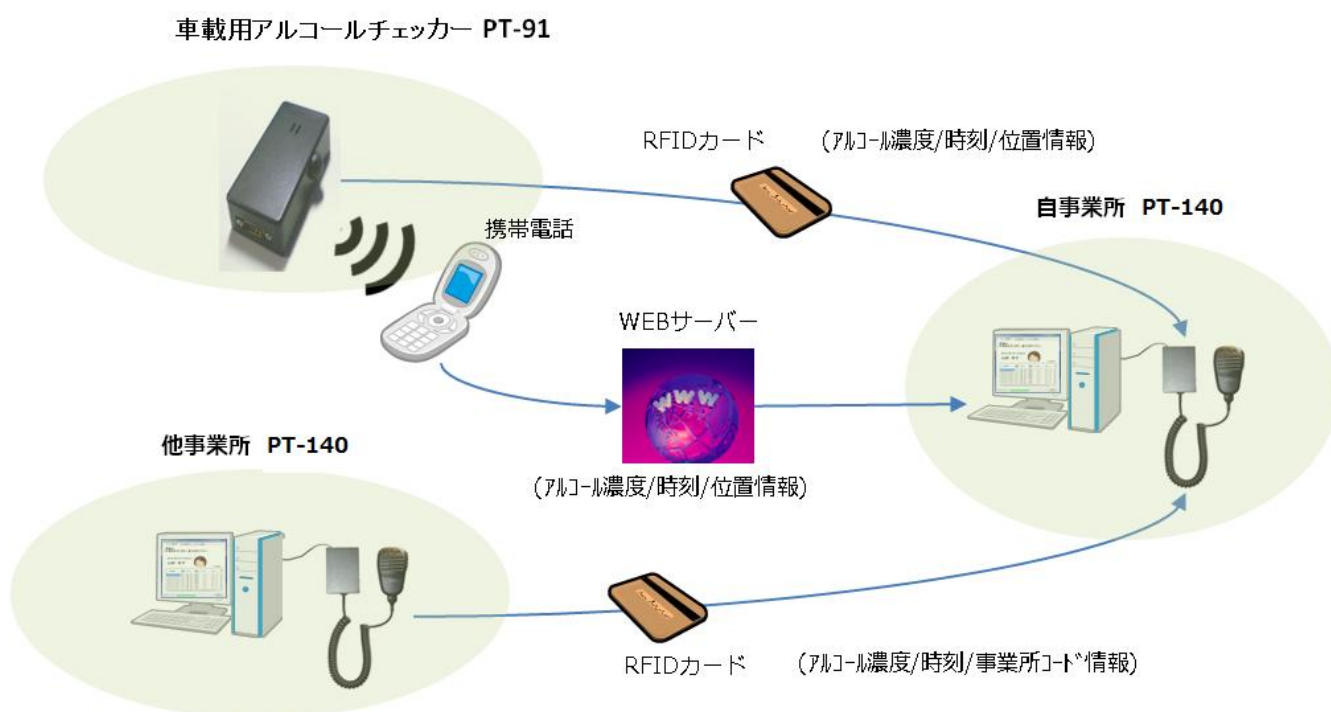 車載用アルコールチェッカー PT-91
RFIDカード (ｱﾙｺｰﾙ濃度/時刻/位置情報)
自事業所 PT-140
携帯電話
WEBサーバー
WWW
(ｱﾙｺｰﾙ濃度/時刻/位置情報)
他事業所 PT-140
RFIDカード (ｱﾙｺｰﾙ濃度/時刻/事業所ｺｰﾄﾞ情報)